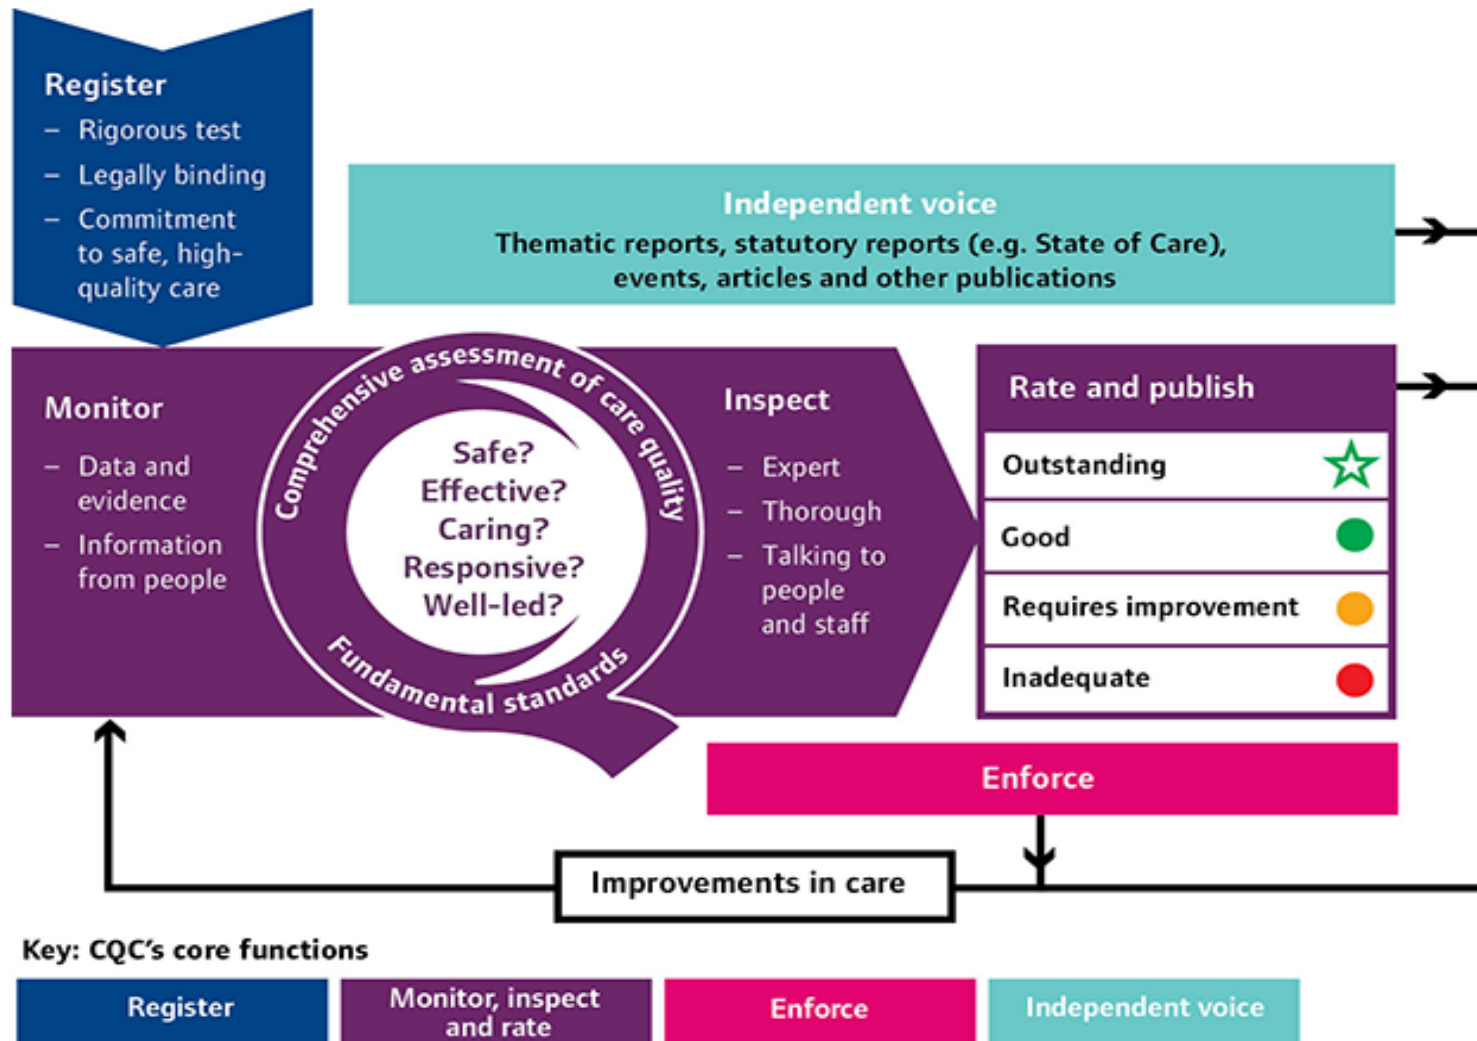 Register
– Rigorous test
– Legally binding
– Commitment
to safe, high-
quality care
Independent voice
Thematic reports, statutory reports (e.g. State of Care),
events, articles and other publications
Monitor
– Data and
evidence
– Information
from people
Comprehensive assessment of care quality
Safe?
Effective?
Caring?
Responsive?
Well-led?
Fundamental standards
Inspect
– Expert
– Thorough
– Talking to
people
and staff
Rate and publish
Outstanding
Good
Requires improvement
Inadequate
Enforce
Improvements in care
Key: CQC’s core functions
Register
Monitor, inspect
and rate
Enforce
Independent voice